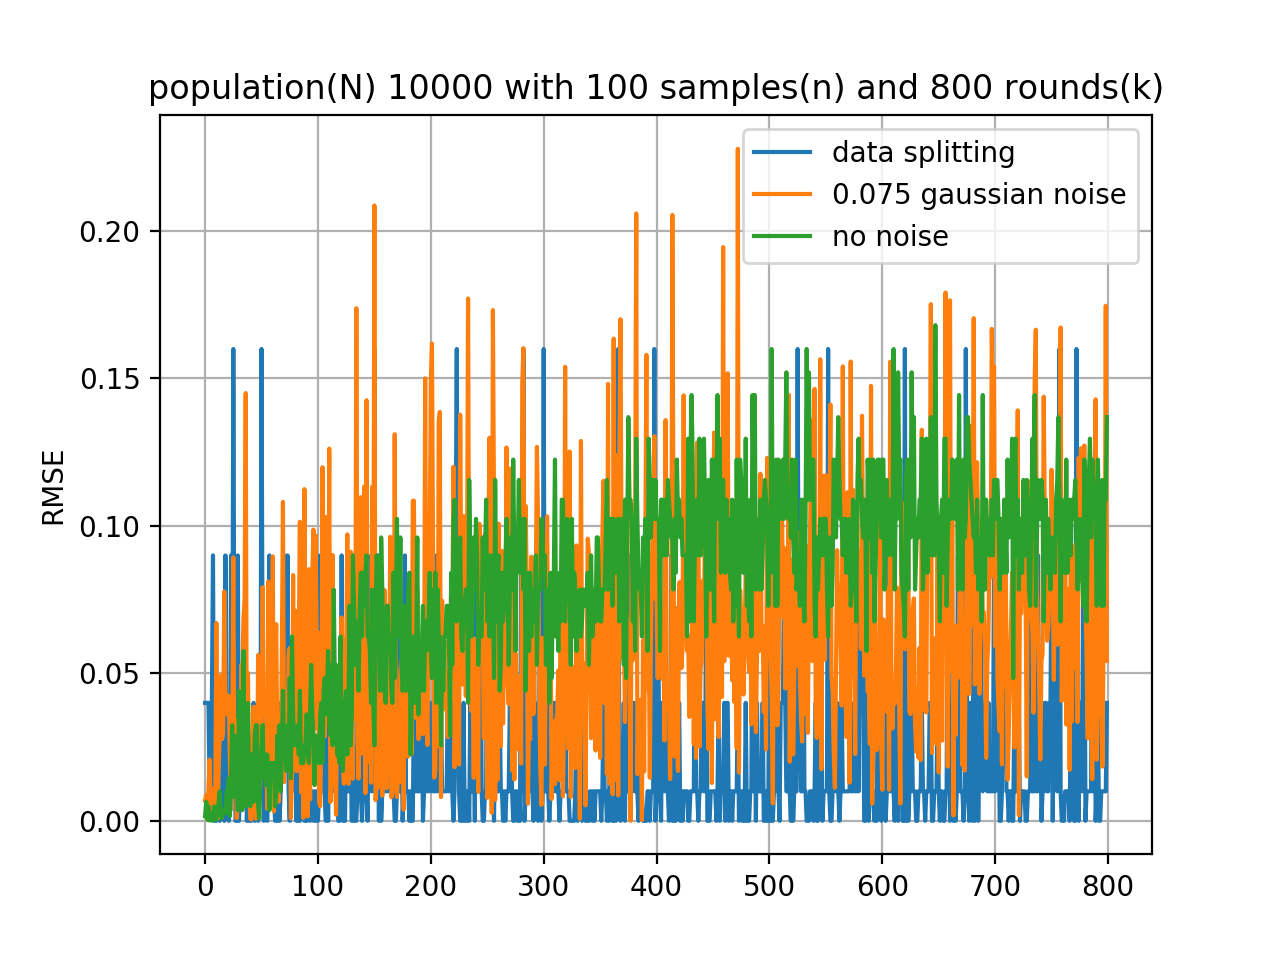 population(N) 10000 with 100 samples(n) and 800 rounds(k)
data splitting
0.075 gaussian noise
no noise
RMSE
0.20
0.15
0.10
0.05
0.00
0 100 200 300 400 500 600 700 800